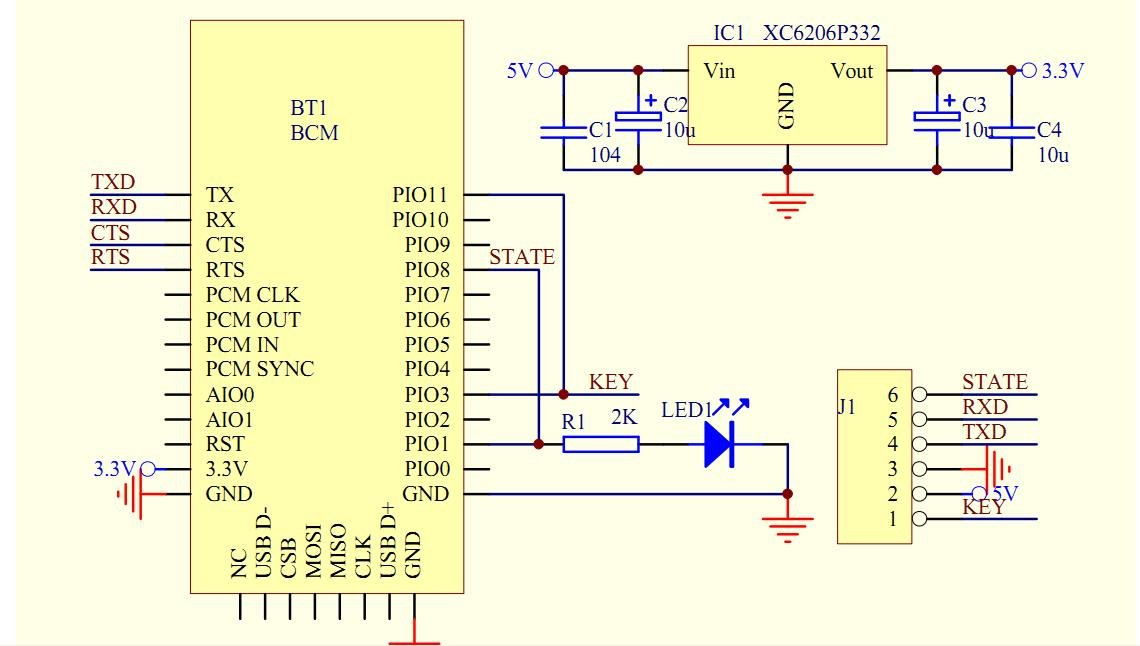 IC1 XC6206P332
5V
Vin
Vout
3.3V
GND
C1
104
C2
10u
C3
10u
C4
10u
BT1
BCM
TXD
RXD
CTS
RTS
TX
RX
CTS
RTS
PCM CLK
PCM OUT
PCM IN
PCM SYNC
AIO0
AIO1
RST
3.3V
GND
3.3V
PIO11
PIO10
PIO9
PIO8
PIO7
PIO6
PIO5
PIO4
PIO3
PIO2
PIO1
PIO0
GND
NC
USB D-
CSB
MOSI
MISO
CLK
USB D+
GND
STATE
KEY
R1
2K
LED1
+
+
J1
6
5
4
3
2
1
STATE
RXD
TXD
5V
KEY